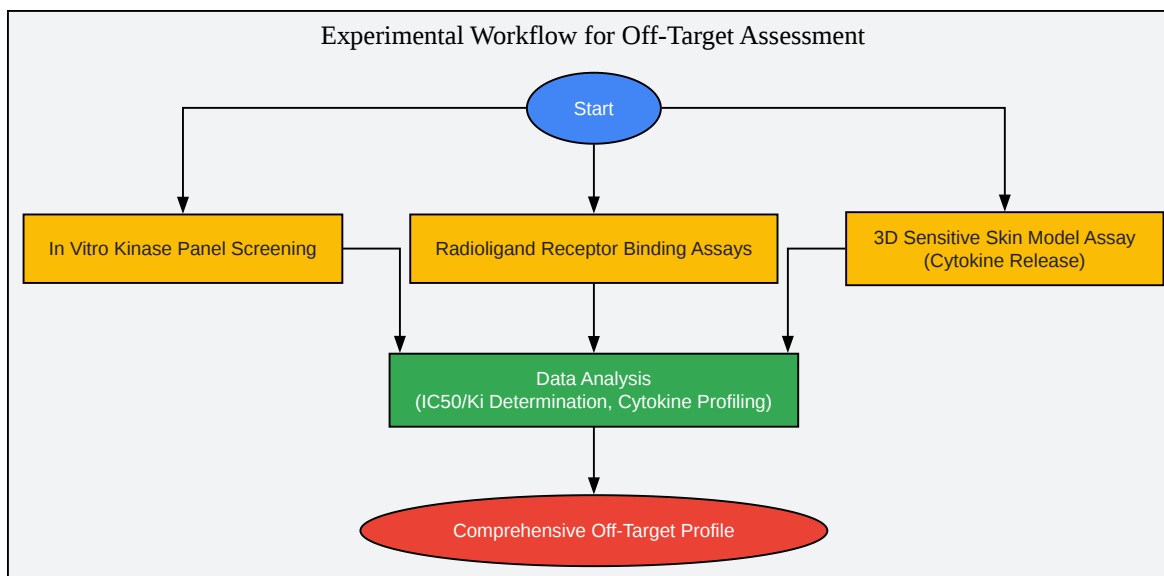 Experimental Workflow for Off-Target Assessment
Start
In Vitro Kinase Panel Screening
Radioligand Receptor Binding Assays
3D Sensitive Skin Model Assay
(Cytokine Release)
Data Analysis
(IC50/Ki Determination, Cytokine Profiling)
Comprehensive Off-Target Profile